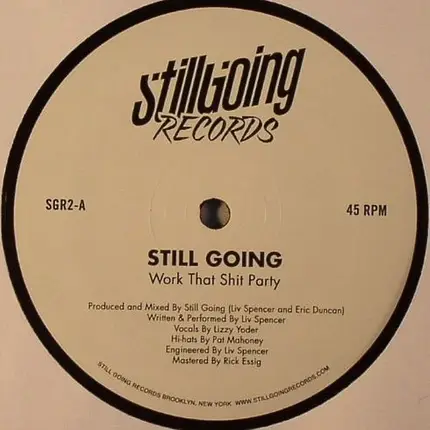 StillGoing
RECORDS
SGR2-A
45 RPM
STILL GOING
Work That Shit Party
Produced and Mixed By Still Going (Liv Spencer and Eric Duncan)
Written & Performed By Liv Spencer
Vocals By Lizzy Yoder
Hi-hats By Pat Mahoney
Engineered By Liv Spencer
Mastered By Rick Essig
STILL GOING RECORDS BROOKLYN, NEW YORK WWW.STILLGOINGRECORDS.COM